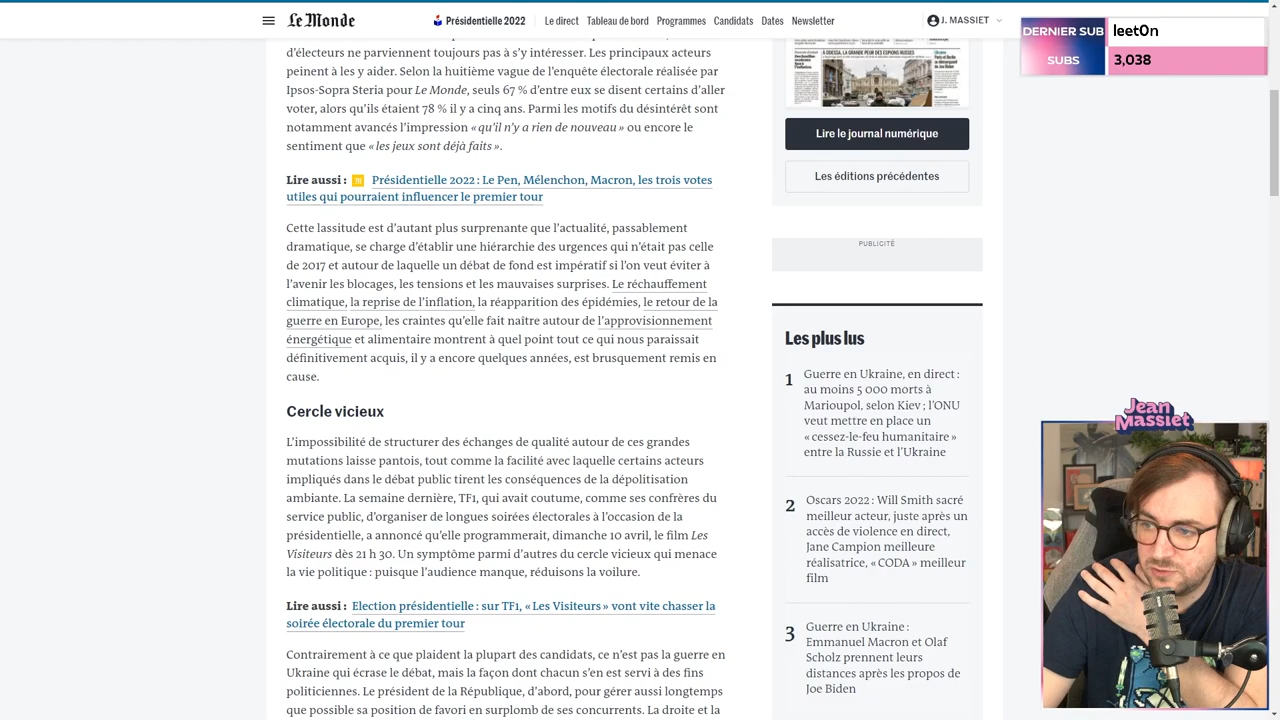 Le Monde
Présidentielle 2022
Le direct
Tableau de bord
Programmes
Candidats
Dates
Newsletter
J. MASSIET
DERNIER SUB
leet0n
SUBS
3,038
d'électeurs ne parviennent toujours pas s'y intéresser. Les principaux acteurs
peinent à les y aider. Selon la huitième vague de l'enquête électorale réalisée par
Ipsos Sopra Steria pour Le Monde, seuls 67 % d'entre eux se disent certains d'aller
voter, alors qu'ils étaient 78 % il y a cinq ans. Parmi les motifs du désintérêt sont
notamment avancés l'impression « qu'il n'y a rien de nouveau » ou encore le
sentiment que « les jeux sont déjà faits ».
Lire aussi : Présidentielle 2022 : Le Pen, Mélenchon, Macron, les trois votes
utiles qui pourraient influencer le premier tour
Cette lassitude est d'autant plus surprenante que l'actualité, passablement
dramatique, se charge d'établir une hiérarchie des urgences qui n'était pas celle
de 2017 et autour de laquelle un débat de fond est impératif si l'on veut éviter à
l'avenir les blocages, les tensions et les mauvaises surprises. Le réchauffement
climatique, la reprise de l'inflation, la réapparition des épidémies, le retour de la
guerre en Europe, les craintes qu'elle fait naître autour de l'approvisionnement
énergétique et alimentaire montrent à quel point tout ce qui nous paraissait
définitivement acquis, il y a encore quelques années, est brusquement remis en
cause.
Cercle vicieux
L'impossibilité de structurer des échanges de qualité autour de ces grandes
mutations laisse pantois, tout comme la facilité avec laquelle certains acteurs
impliqués dans le débat public tirent les conséquences de la dépolitisation
ambiante. La semaine dernière, TF1, qui avait coutume, comme ses confrères du
service public, d'organiser de longues soirées électorales à l'occasion de la
présidentielle, a annoncé qu'elle programmerait, dimanche 10 avril, le film Les
Visiteurs dès 21 h 30. Un symptôme parmi d'autres du cercle vicieux qui menace
la vie politique : puisque l'audience manque, réduisons la voilure.
Lire aussi : Election présidentielle : sur TF1, « Les Visiteurs » vont vite chasser la
soirée électorale du premier tour
Contrairement à ce que plaident la plupart des candidats, ce n'est pas la guerre en
Ukraine qui écrase le débat, mais la façon dont chacun s'en est servi à des fins
politiciennes. Le président de la République, d'abord, pour gérer aussi longtemps
que possible sa position de favori en surplomb de ses concurrents. La droite et la
Lire le journal numérique
Les éditions précédentes
PUBLICITÉ
Les plus lus
1
Guerre en Ukraine, en direct :
au moins 5 000 morts à
Marioupol, selon Kiev ; l'ONU
veut mettre en place un
« cessez-le-feu humanitaire »
entre la Russie et l'Ukraine
2
Oscars 2022 : Will Smith sacré
meilleur acteur, juste après un
accès de violence en direct,
Jane Campion meilleure
réalisatrice, « CODA » meilleur
film
3
Guerre en Ukraine :
Emmanuel Macron et Olaf
Scholz prennent leurs
distances après les propos de
Joe Biden
Jean
Massiet